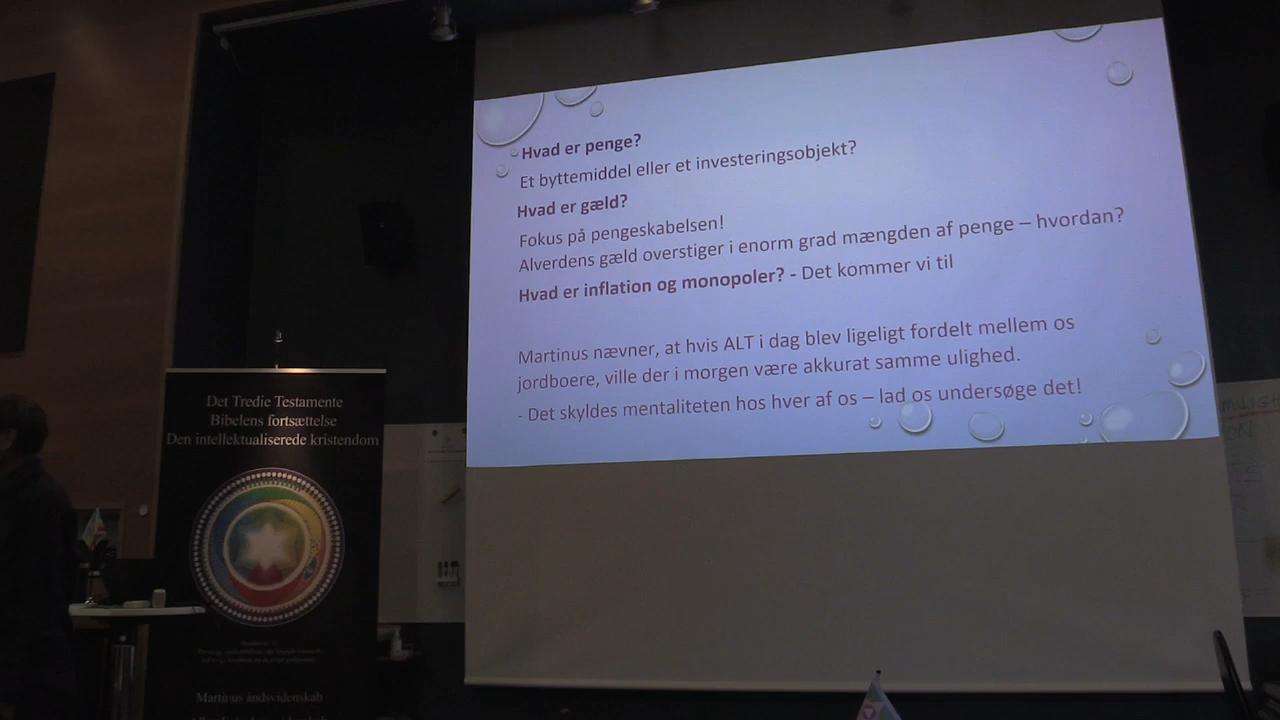 Hvad er penge?
Et byttemiddel eller et investeringsobjekt?
Hvad er gæld?
Fokus på pengeskabelsen!
Alverdens gæld overstiger i enorm grad mængden af penge – hvordan?
Hvad er inflation og monopoler? - Det kommer vi til
Martinus nævner, at hvis ALT i dag blev ligeligt fordelt mellem os
jordboere, ville der i morgen være akkurat samme ulighed.
- Det skyldes mentaliteten hos hver af os – lad os undersøge det!
Det Tredie Testamente
Bibelens fortsættelse
Den intellektualiserede kristendom
Martinus åndsvidenskab